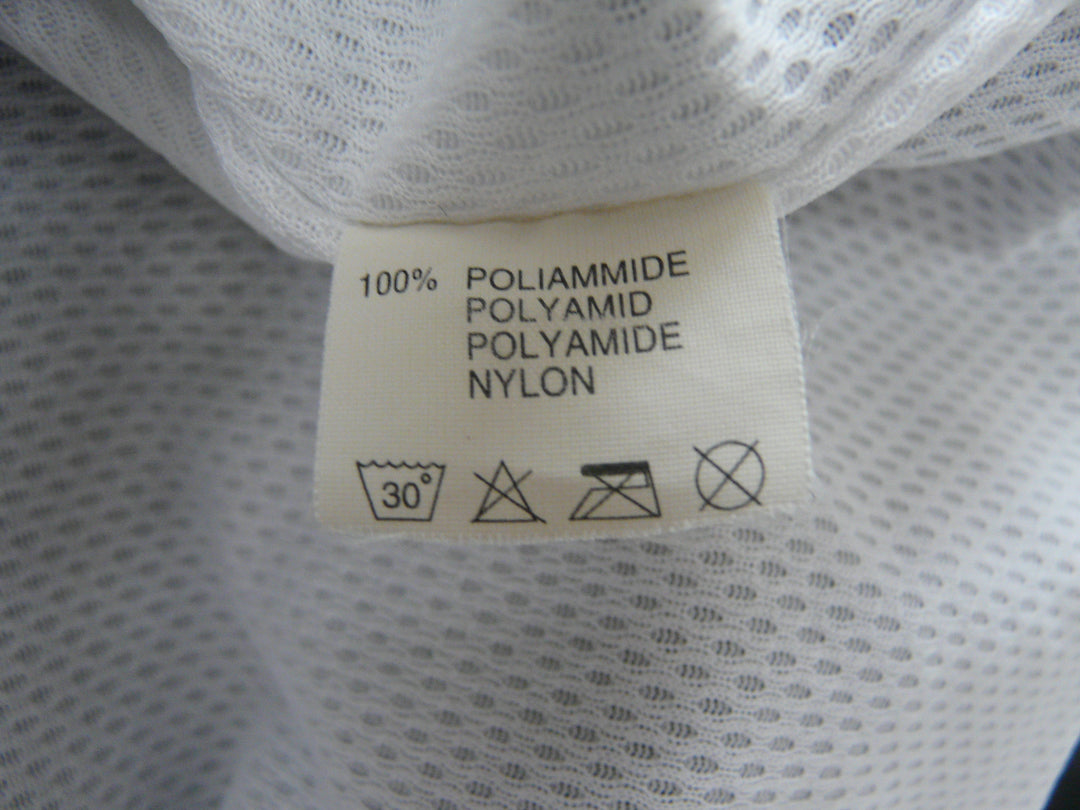 100% POLIAMMIDE
POLYAMID
POLYAMIDE
NYLON
30°